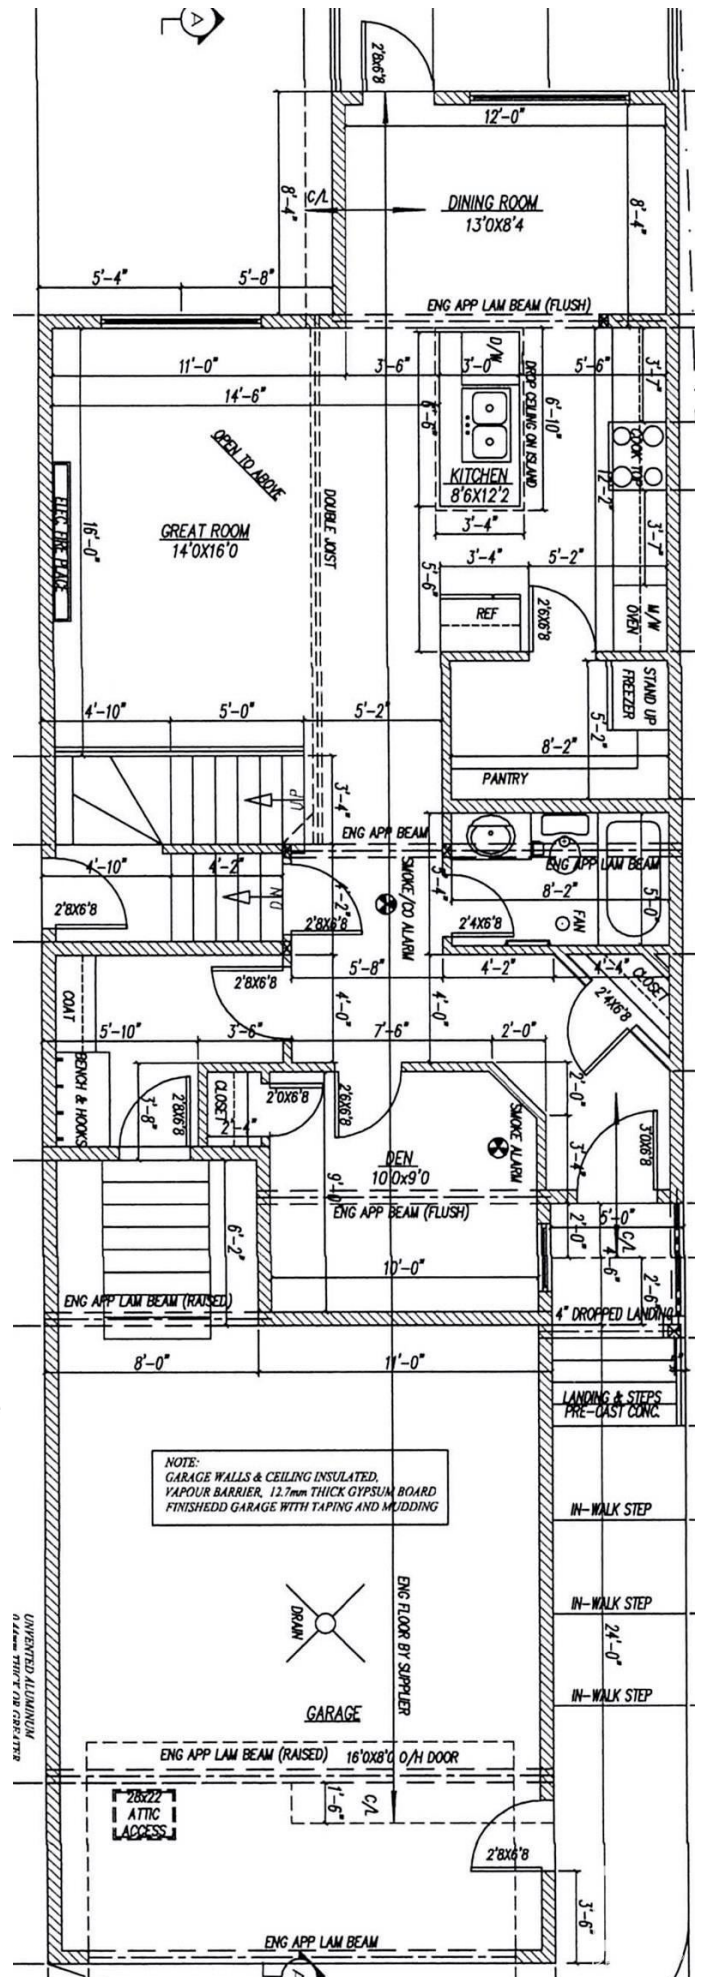 A
2'8X6'8
12'-0"
8'-4"
C/L
DINING ROOM
13'0X8'4
8'-4"
5'-4"
5'-8"
ENG APP LAM BEAM (FLUSH)
11'-0"
3'-6"
D/W
3'-0"
5'-6"
3'-7"
14'-6"
6'-6"
DROP CEILING ON ISLAND
6'-10"
OPEN TO ABOVE
COOK TOP
KITCHEN
8'6X12'2
12'-2"
ELEC. FIRE PLACE
16'-0"
GREAT ROOM
14'0X16'0
DOUBLE JOIST
3'-4"
3'-7"
5'-6"
3'-4"
5'-2"
REF
2'6X6'8
M/W
OVEN
STAND UP
FREEZER
4'-10"
5'-0"
5'-2"
5'-2"
8'-2"
PANTRY
UP
3'-4"
ENG APP BEAM
ENG APP LAM BEAM
4'-10"
4'-2"
5'-4"
8'-2"
5'-0"
2'8X6'8
DN
4'-2"
2'8X6'8
SMOKE/CO ALARM
2'4X6'8
FAN
COAT
2'8X6'8
5'-8"
4'-2"
4'-4"
CLOSET
2'4X6'8
5'-10"
3'-6"
4'-0"
7'-6"
4'-0"
2'-0"
BENCH & HOOKS
3'-8"
2'8X6'8
CLOSET
2'-4"
2'0X6'8
2'6X6'8
SMOKE ALARM
2'-0"
3'-4"
3'0X6'8
DEN
10'0x9'0
9'-0"
ENG APP BEAM (FLUSH)
6'-2"
2'-0"
5'-0"
C/L
4'-6"
2'-6"
10'-0"
ENG APP LAM BEAM (RAISED)
4" DROPPED LANDING
8'-0"
11'-0"
LANDING & STEPS
PRE-CAST CONC.
NOTE:
GARAGE WALLS & CEILING INSULATED,
VAPOUR BARRIER, 12.7mm THICK GYPSUM BOARD
FINISHEDD GARAGE WITH TAPING AND MUDDING
IN-WALK STEP
IN-WALK STEP
DRAIN
ENG FLOOR BY SUPPLIER
24'-0"
UNVENTED ALUMINUM
THICK OR GREATER
IN-WALK STEP
GARAGE
ENG APP LAM BEAM (RAISED)
16'0X8'0 O/H DOOR
28x22
ATTIC
ACCESS
1'-6"
C/L
2'8X6'8
3'-6"
ENG APP LAM BEAM
A